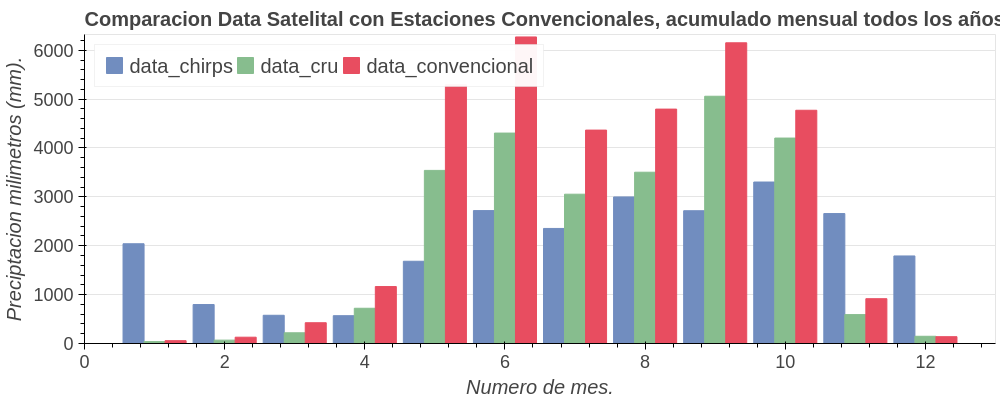 Comparacion Data Satelital con Estaciones Convencionales, acumulado mensual todos los años
Preciptacion milimetros (mm).
6000
5000
4000
3000
2000
1000
0
data_chirps data_cru data_convencional
0 2 4 6 8 10 12
Numero de mes.